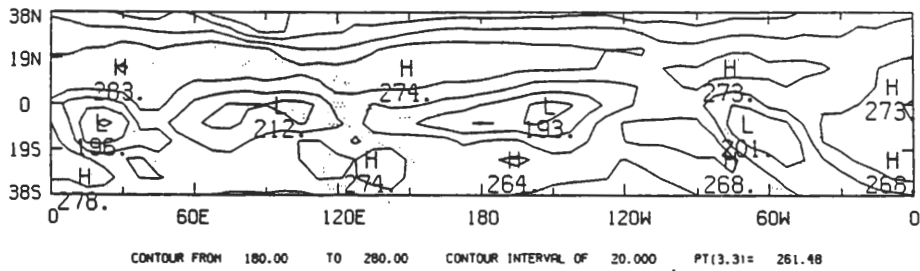 38N
19N H H H
283. 274. 273. H
0 L L 273.
L 212. 193. L
196. 201.
19S H H H
H 274. 264 268. 268.
38S 278.
0 60E 120E 180 120W 60W 0
CONTOUR FROM 180.00 TO 280.00 CONTOUR INTERVAL OF 20.000 PT(3.3)= 261.48